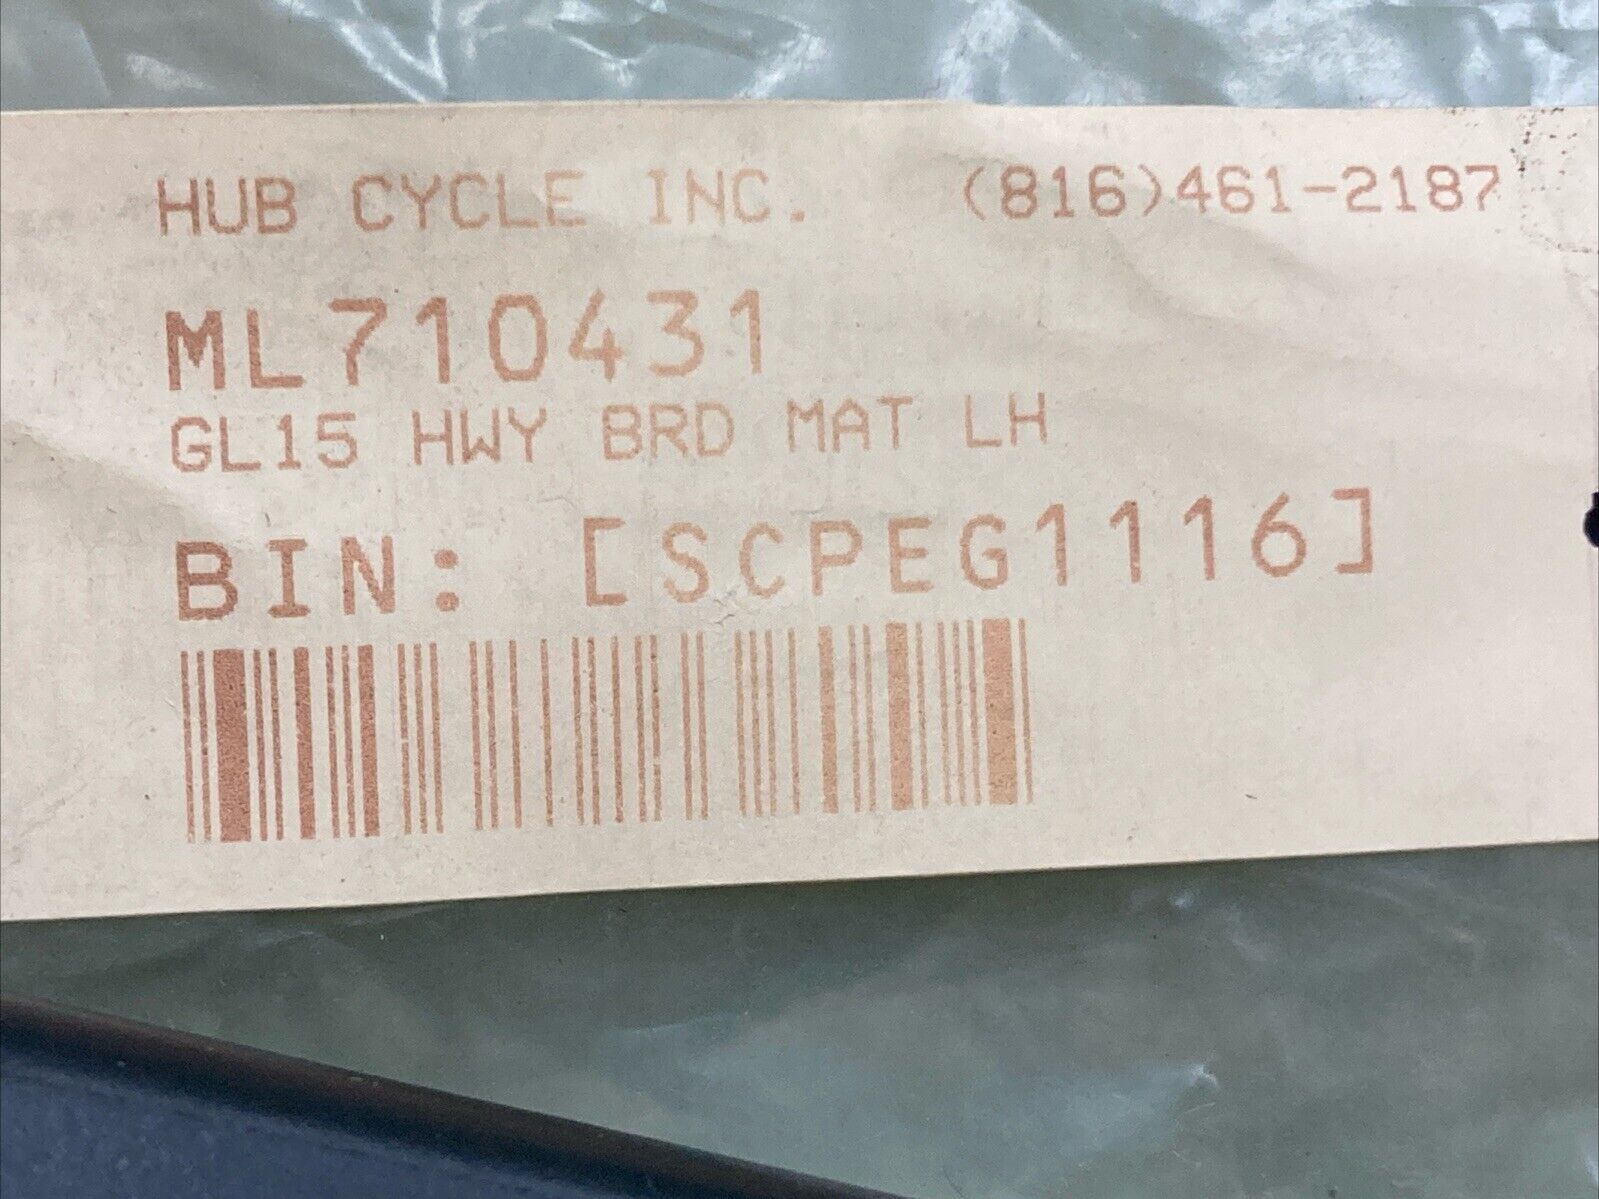 HUB CYCLE INC. (816)461-2187
ML710431
GL15 HWY BRD MAT LH
BIN: [SCPEG1116]